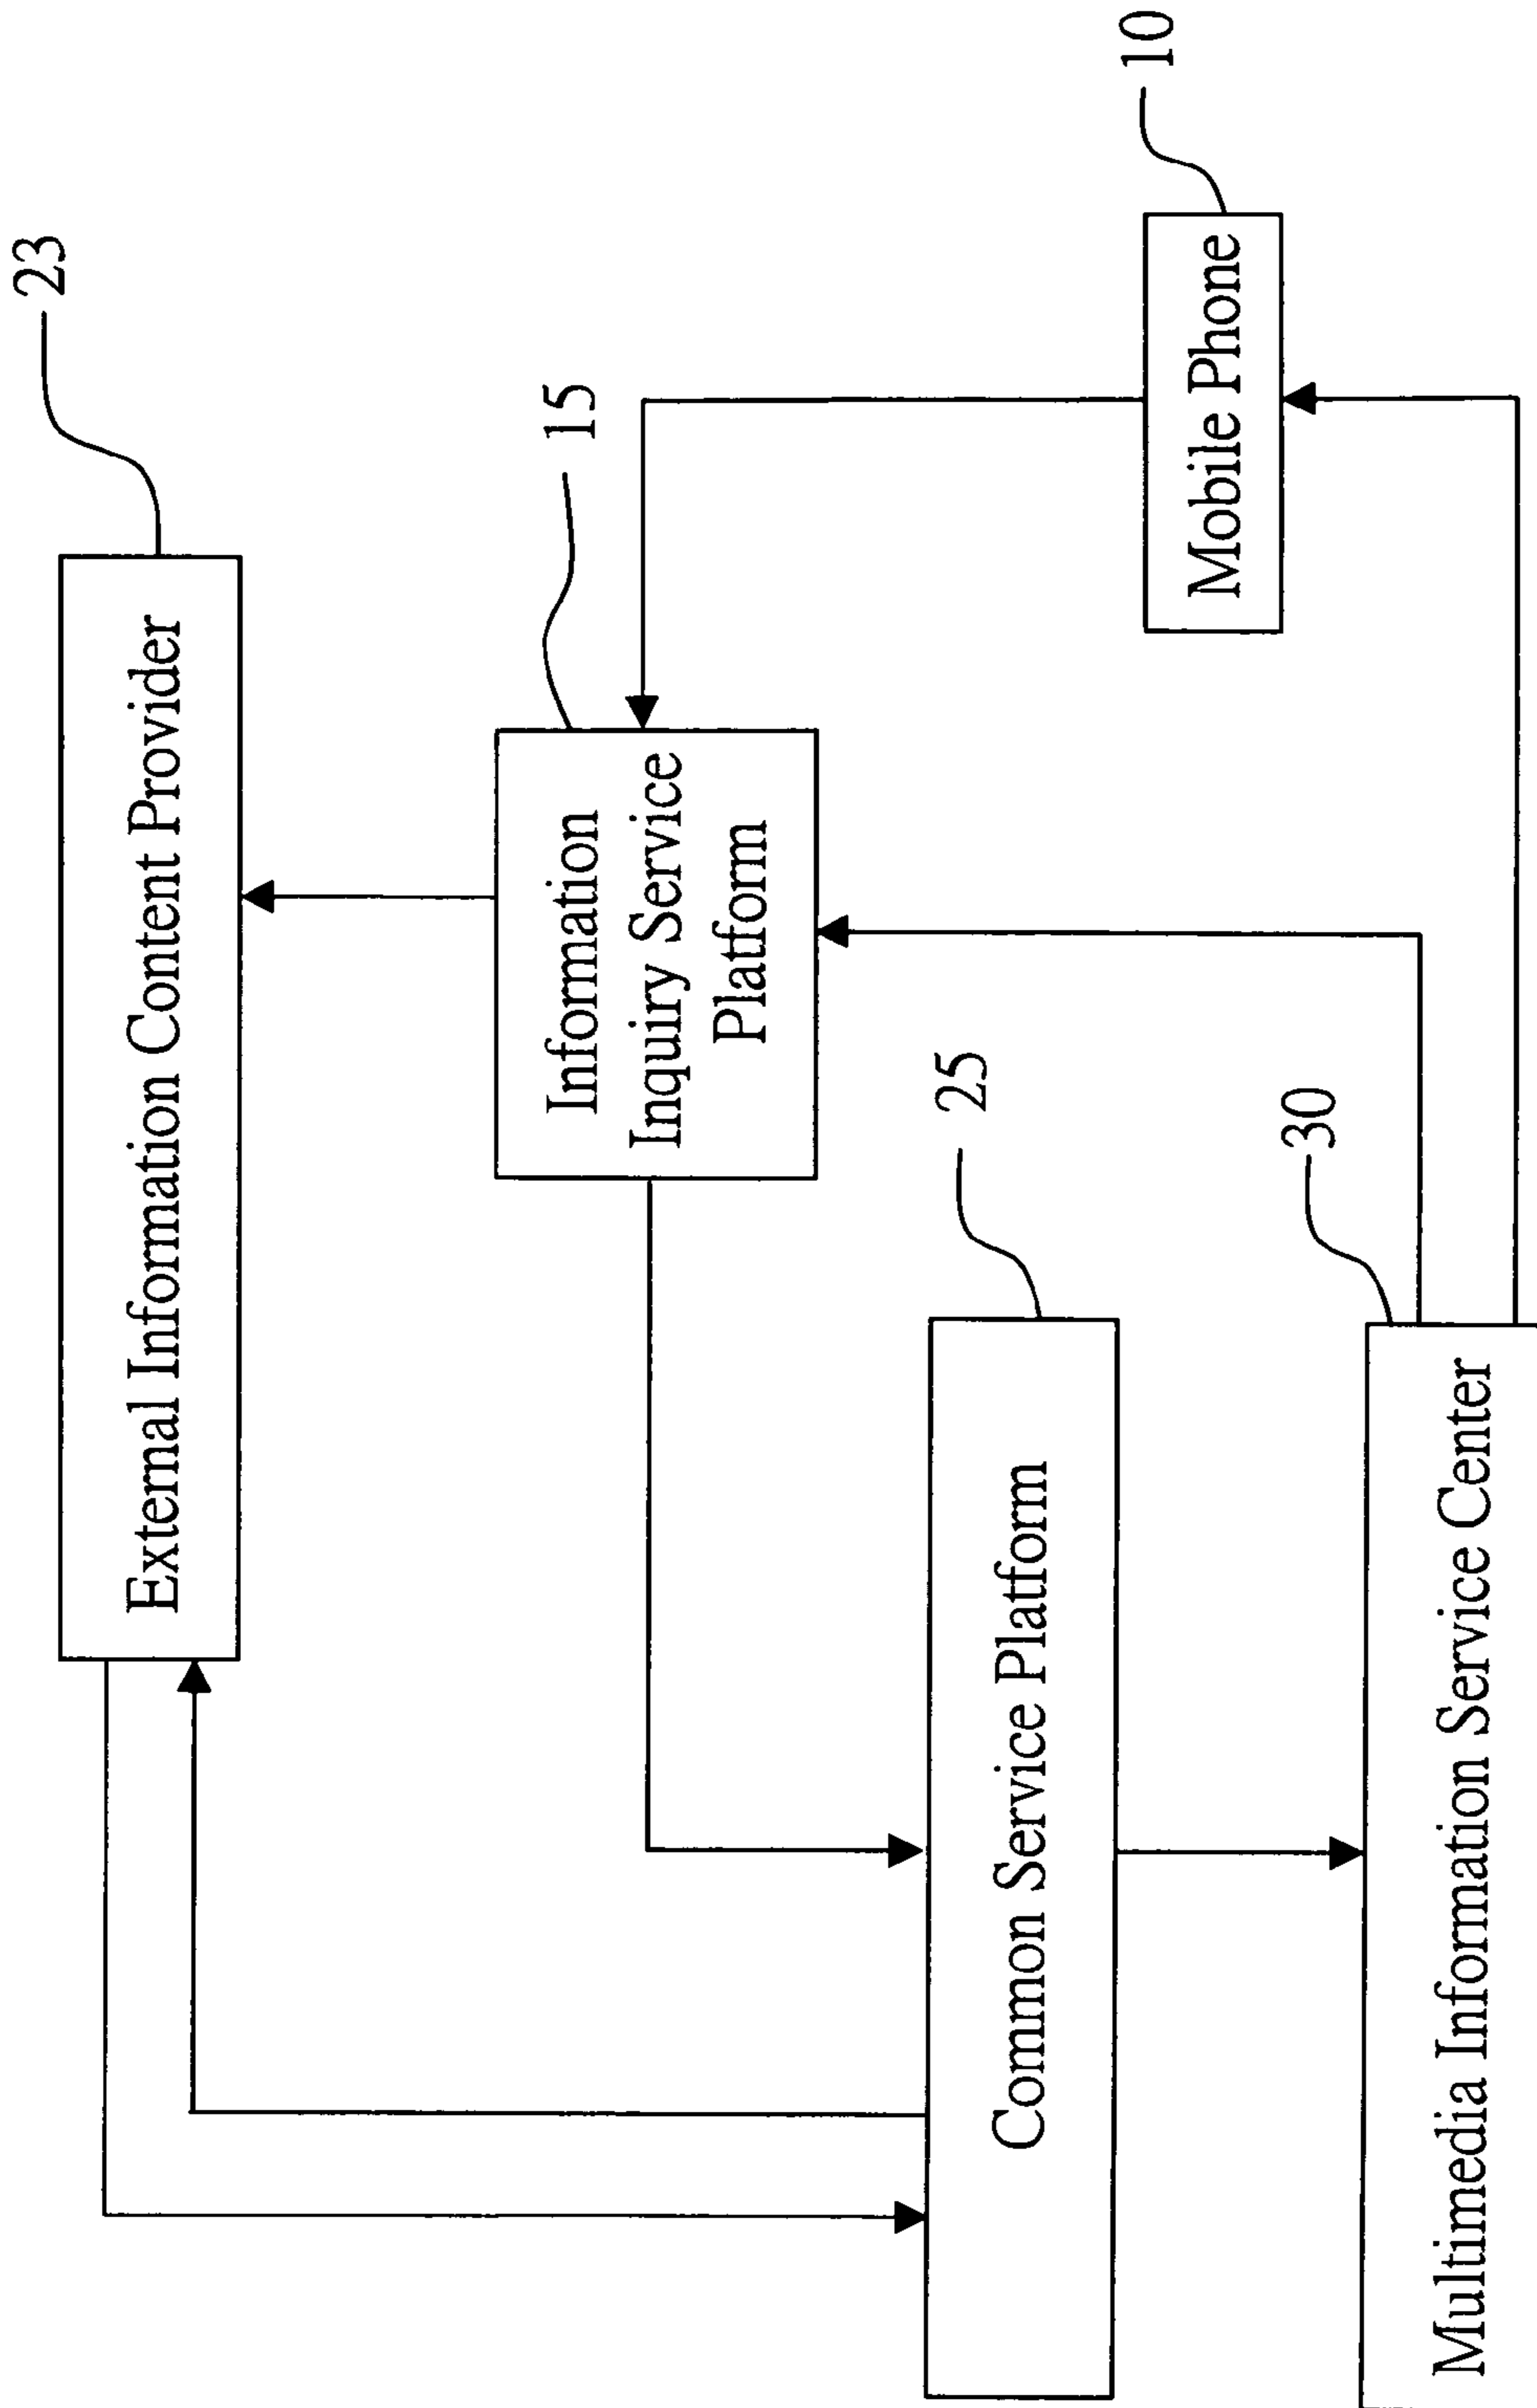 23
External Information Content Provider
15
Information
Inquiry Service
Platform
10
Mobile Phone
25
Common Service Platform
30
Multimedia Information Service Center